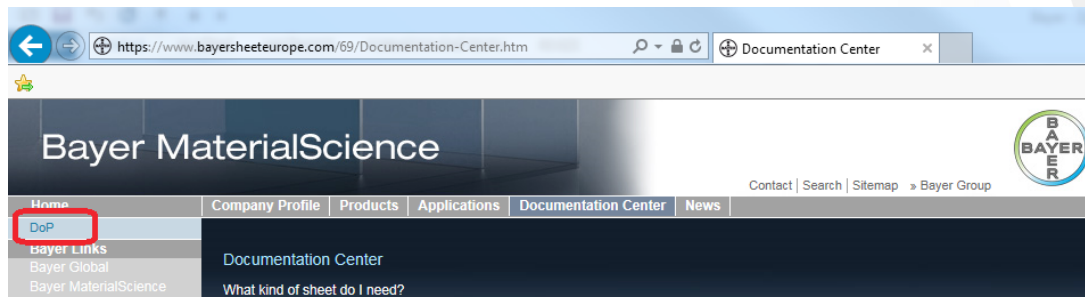 https://www.bayersheeteurope.com/69/Documentation-Center.htm
Documentation Center
Bayer MaterialScience
BAYER
BAYER
Contact | Search | Sitemap » Bayer Group
Home
Company Profile | Products | Applications | Documentation Center | News
DoP
Bayer Links
Bayer Global
Bayer MaterialScience
Documentation Center
What kind of sheet do I need?